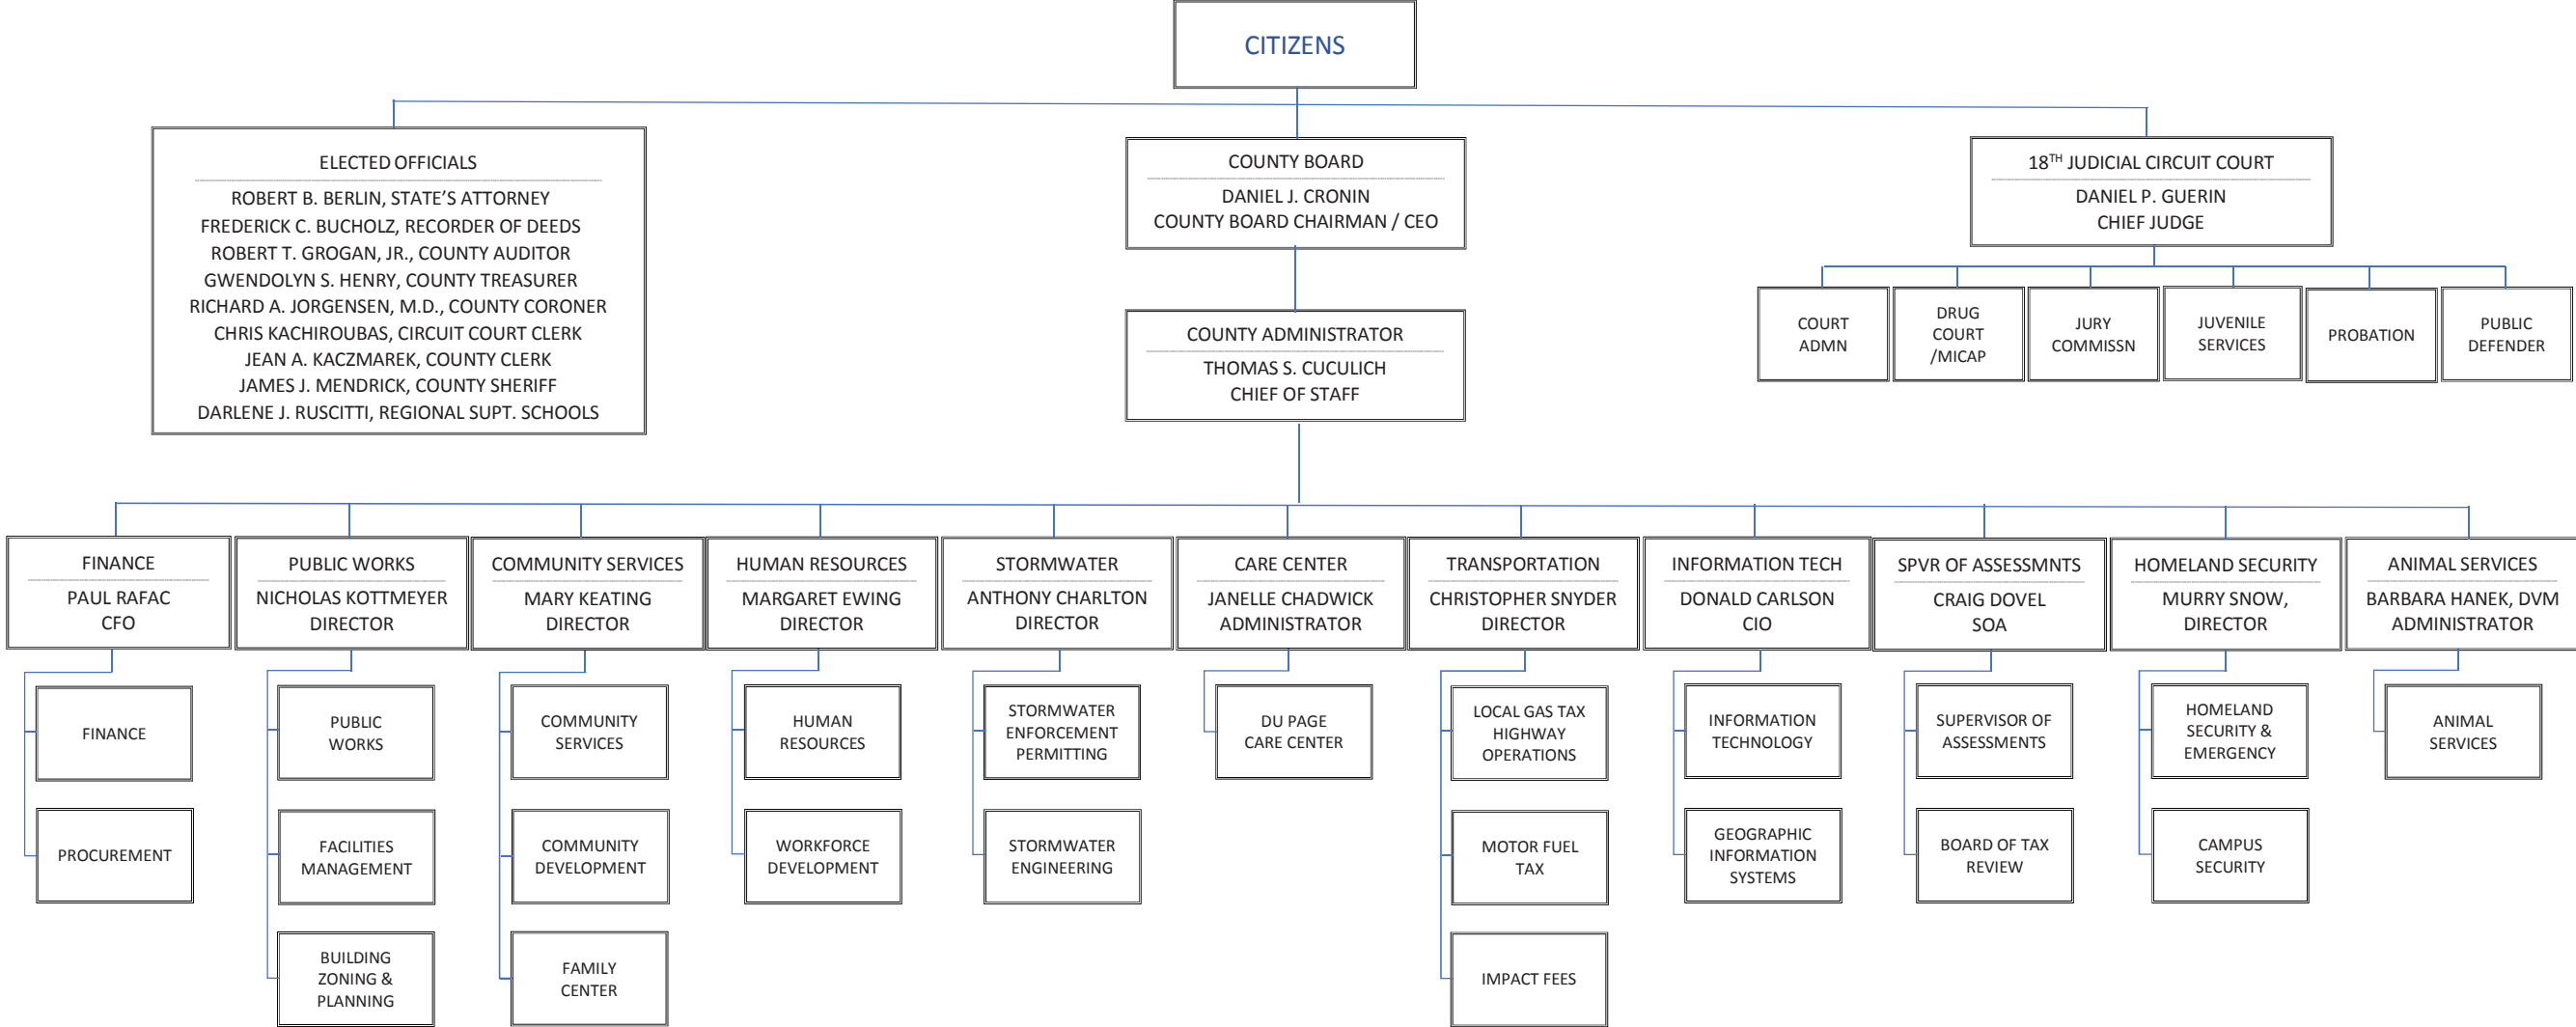 CITIZENS
ELECTED OFFICIALS
ROBERT B. BERLIN, STATE’S ATTORNEY
FREDERICK C. BUCHOLZ, RECORDER OF DEEDS
ROBERT T. GROGAN, JR., COUNTY AUDITOR
GWENDOLYN S. HENRY, COUNTY TREASURER
RICHARD A. JORGENSEN, M.D., COUNTY CORONER
CHRIS KACHIROUBAS, CIRCUIT COURT CLERK
JEAN A. KACZMAREK, COUNTY CLERK
JAMES J. MENDRICK, COUNTY SHERIFF
DARLENE J. RUSCITTI, REGIONAL SUPT. SCHOOLS
COUNTY BOARD
DANIEL J. CRONIN
COUNTY BOARD CHAIRMAN / CEO
18TH JUDICIAL CIRCUIT COURT
DANIEL P. GUERIN
CHIEF JUDGE
COURT
ADMN
DRUG
COURT
/MICAP
JURY
COMMISSN
JUVENILE
SERVICES
PROBATION
PUBLIC
DEFENDER
COUNTY ADMINISTRATOR
THOMAS S. CUCULICH
CHIEF OF STAFF
FINANCE
PAUL RAFAC
CFO
PUBLIC WORKS
NICHOLAS KOTTMEYER
DIRECTOR
COMMUNITY SERVICES
MARY KEATING
DIRECTOR
HUMAN RESOURCES
MARGARET EWING
DIRECTOR
STORMWATER
ANTHONY CHARLTON
DIRECTOR
CARE CENTER
JANELLE CHADWICK
ADMINISTRATOR
TRANSPORTATION
CHRISTOPHER SNYDER
DIRECTOR
INFORMATION TECH
DONALD CARLSON
CIO
SPVR OF ASSESSMNTS
CRAIG DOVEL
SOA
HOMELAND SECURITY
MURRY SNOW,
DIRECTOR
ANIMAL SERVICES
BARBARA HANEK, DVM
ADMINISTRATOR
FINANCE
PUBLIC
WORKS
COMMUNITY
SERVICES
HUMAN
RESOURCES
STORMWATER
ENFORCEMENT
PERMITTING
DU PAGE
CARE CENTER
LOCAL GAS TAX
HIGHWAY
OPERATIONS
INFORMATION
TECHNOLOGY
SUPERVISOR OF
ASSESSMENTS
HOMELAND
SECURITY &
EMERGENCY
ANIMAL
SERVICES
PROCUREMENT
FACILITIES
MANAGEMENT
COMMUNITY
DEVELOPMENT
WORKFORCE
DEVELOPMENT
STORMWATER
ENGINEERING
MOTOR FUEL
TAX
GEOGRAPHIC
INFORMATION
SYSTEMS
BOARD OF TAX
REVIEW
CAMPUS
SECURITY
BUILDING
ZONING &
PLANNING
FAMILY
CENTER
IMPACT FEES